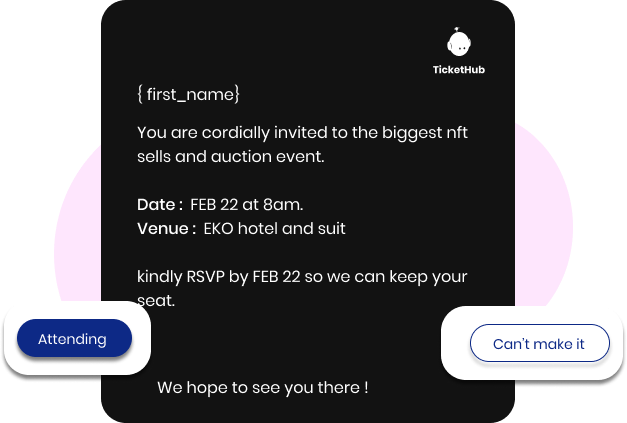 TicketHub
{ first_name}
You are cordially invited to the biggest nft
sells and auction event.
Date : FEB 22 at 8am.
Venue : EKO hotel and suit
kindly RSVP by FEB 22 so we can keep your
seat.
Attending
Can't make it
We hope to see you there !